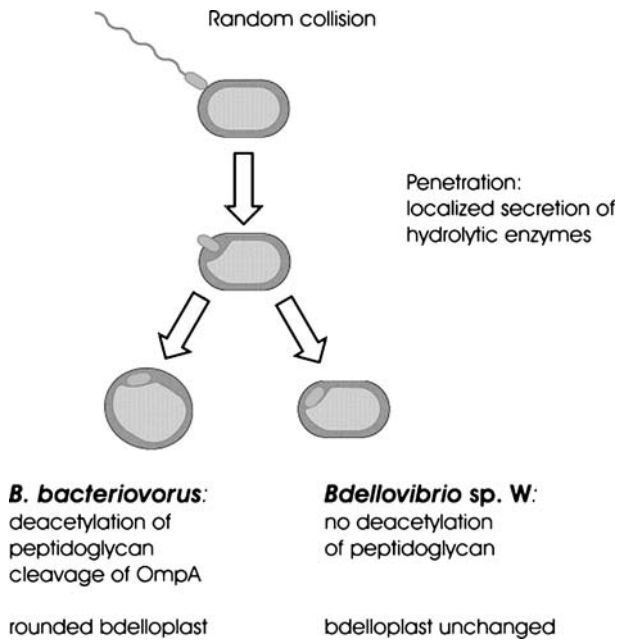 Random collision
Penetration:
localized secretion of
hydrolytic enzymes
B. bacteriovorus:
deacetylation of
peptidoglycan
cleavage of OmpA
rounded bdelloplast
Bdellovibrio sp. W:
no deacetylation
of peptidoglycan
bdelloplast unchanged